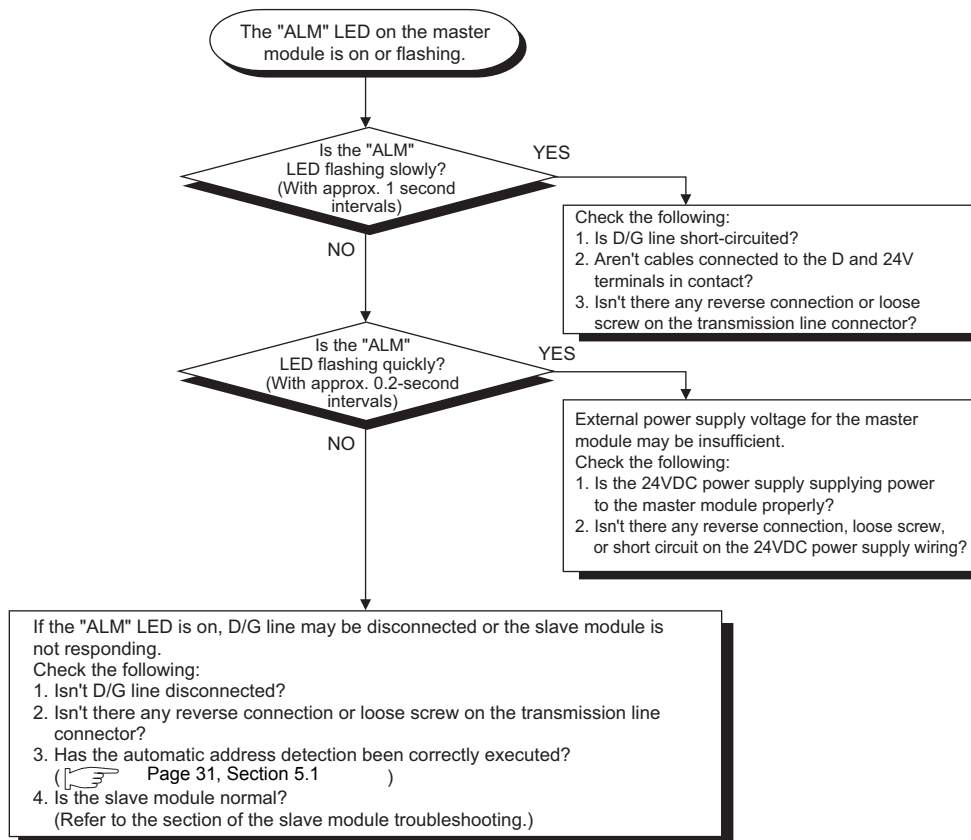 The "ALM" LED on the master
module is on or flashing.
Is the "ALM"
LED flashing slowly?
(With approx. 1 second
intervals)
YES
NO
Check the following:
1. Is D/G line short-circuited?
2. Aren't cables connected to the D and 24V
terminals in contact?
3. Isn't there any reverse connection or loose
screw on the transmission line connector?
Is the "ALM"
LED flashing quickly?
(With approx. 0.2-second
intervals)
YES
NO
External power supply voltage for the master
module may be insufficient.
Check the following:
1. Is the 24VDC power supply supplying power
to the master module properly?
2. Isn't there any reverse connection, loose screw,
or short circuit on the 24VDC power supply wiring?
If the "ALM" LED is on, D/G line may be disconnected or the slave module is
not responding.
Check the following:
1. Isn't D/G line disconnected?
2. Isn't there any reverse connection or loose screw on the transmission line
connector?
3. Has the automatic address detection been correctly executed?
( Page 31, Section 5.1 )
4. Is the slave module normal?
(Refer to the section of the slave module troubleshooting.)